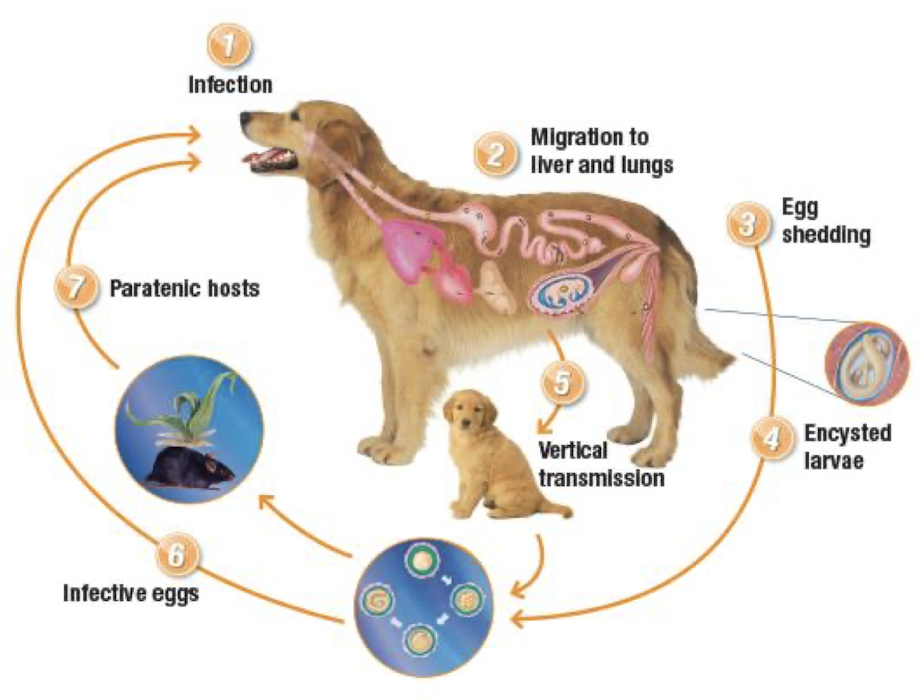 1
Infection
2
Migration to
liver and lungs
3
Egg
shedding
4
Encysted
larvae
5
Vertical
transmission
6
Infective eggs
7
Paratenic hosts